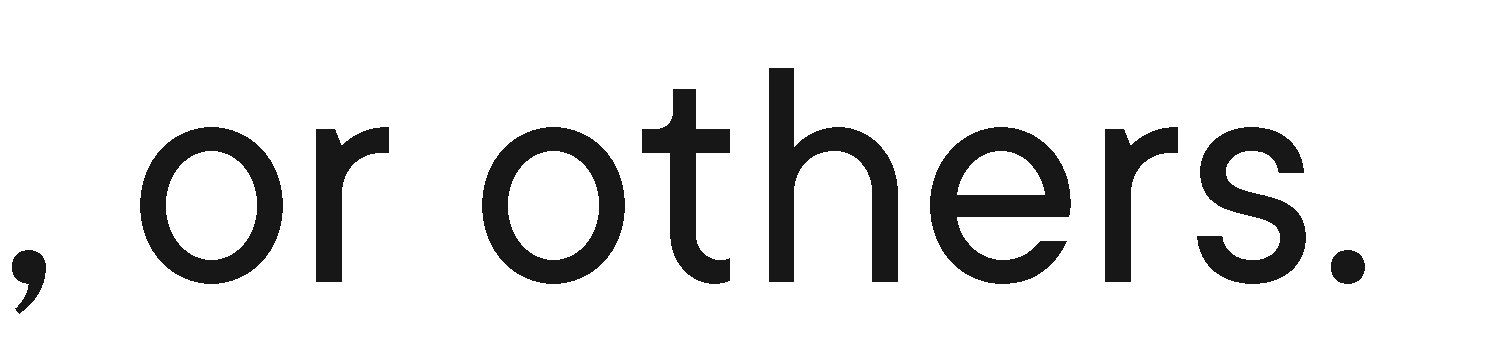 , or others.